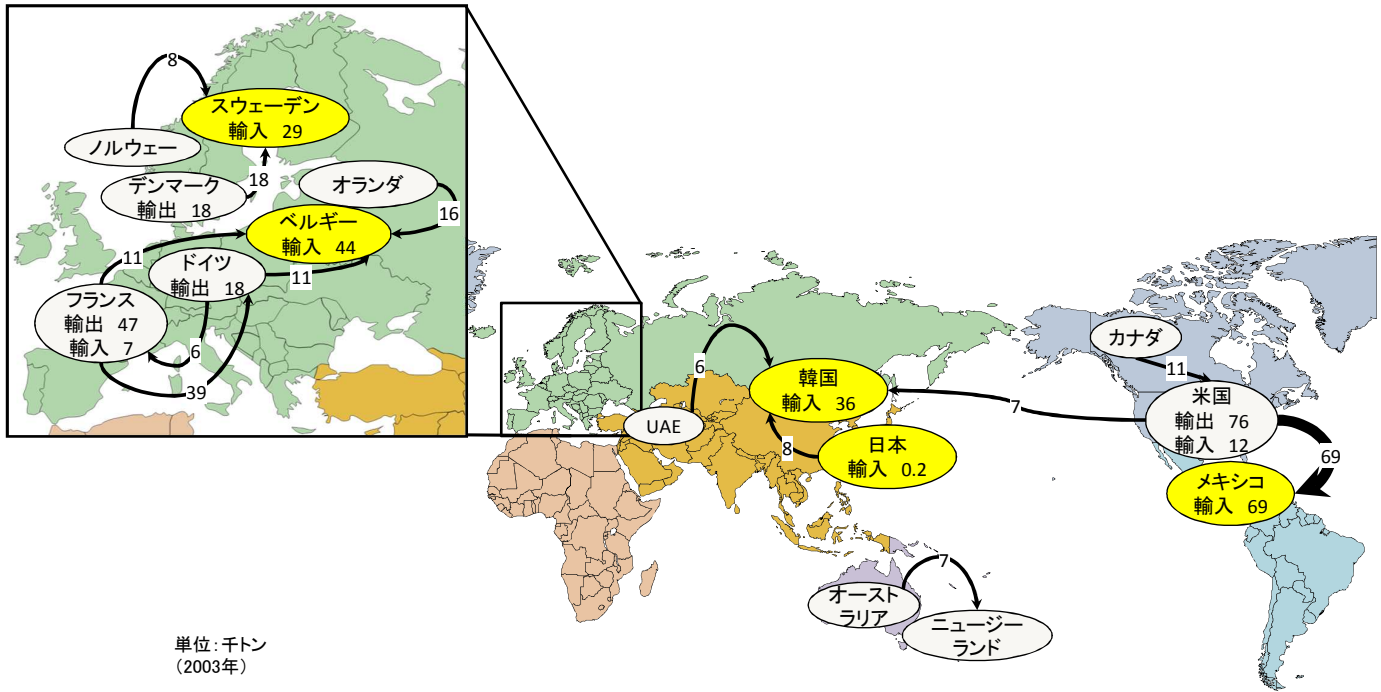 8
スウェーデン
輸入 29
ノルウェー
18
デンマーク
輸出 18
オランダ
16
ベルギー
輸入 44
11
ドイツ
輸出 18
11
フランス
輸出 47
輸入 7
6
39
UAE
6
韓国
輸入 36
8
日本
輸入 0.2
7
カナダ
11
米国
輸出 76
輸入 12
69
メキシコ
輸入 69
7
オースト
ラリア
ニュージー
ランド
単位：千トン
（2003年）